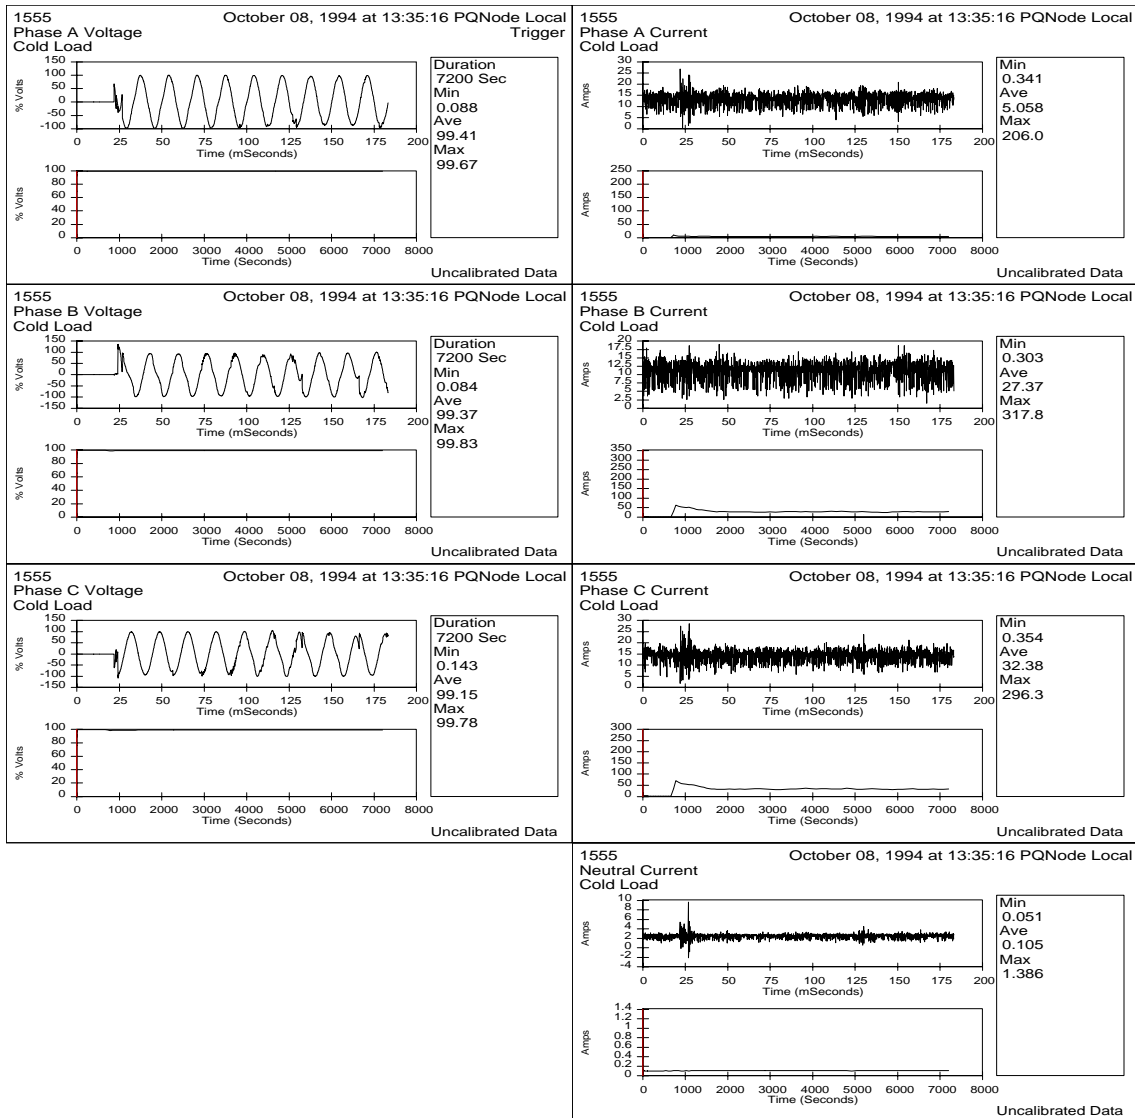 1555 October 08, 1994 at 13:35:16 PQNode Local
Phase A Voltage Trigger
Cold Load
% Volts
150
100
50
0
-50
-100
0 25 50 75 100 125 150 175 200
Time (mSeconds)
% Volts
100
80
60
40
20
0
0 1000 2000 3000 4000 5000 6000 7000 8000
Time (Seconds)
Duration
7200 Sec
Min
0.088
Ave
99.41
Max
99.67
Uncalibrated Data
1555 October 08, 1994 at 13:35:16 PQNode Local
Phase A Current
Cold Load
Amps
30
25
20
15
10
5
0
0 25 50 75 100 125 150 175 200
Time (mSeconds)
Amps
250
200
150
100
50
0
0 1000 2000 3000 4000 5000 6000 7000 8000
Time (Seconds)
Min
0.341
Ave
5.058
Max
206.0
Uncalibrated Data
1555 October 08, 1994 at 13:35:16 PQNode Local
Phase B Voltage
Cold Load
% Volts
150
100
50
0
-50
-100
-150
0 25 50 75 100 125 150 175 200
Time (mSeconds)
% Volts
100
80
60
40
20
0
0 1000 2000 3000 4000 5000 6000 7000 8000
Time (Seconds)
Duration
7200 Sec
Min
0.084
Ave
99.37
Max
99.83
Uncalibrated Data
1555 October 08, 1994 at 13:35:16 PQNode Local
Phase B Current
Cold Load
Amps
20
17.5
15
12.5
10
7.5
5
2.5
0
0 25 50 75 100 125 150 175 200
Time (mSeconds)
Amps
350
300
250
200
150
100
50
0
0 1000 2000 3000 4000 5000 6000 7000 8000
Time (Seconds)
Min
0.303
Ave
27.37
Max
317.8
Uncalibrated Data
1555 October 08, 1994 at 13:35:16 PQNode Local
Phase C Voltage
Cold Load
% Volts
150
100
50
0
-50
-100
-150
0 25 50 75 100 125 150 175 200
Time (mSeconds)
% Volts
100
80
60
40
20
0
0 1000 2000 3000 4000 5000 6000 7000 8000
Time (Seconds)
Duration
7200 Sec
Min
0.143
Ave
99.15
Max
99.78
Uncalibrated Data
1555 October 08, 1994 at 13:35:16 PQNode Local
Phase C Current
Cold Load
Amps
30
25
20
15
10
5
0
0 25 50 75 100 125 150 175 200
Time (mSeconds)
Amps
300
250
200
150
100
50
0
0 1000 2000 3000 4000 5000 6000 7000 8000
Time (Seconds)
Min
0.354
Ave
32.38
Max
296.3
Uncalibrated Data
1555 October 08, 1994 at 13:35:16 PQNode Local
Neutral Current
Cold Load
Amps
10
8
6
4
2
0
-2
-4
0 25 50 75 100 125 150 175 200
Time (mSeconds)
Amps
1.4
1.2
1
0.8
0.6
0.4
0.2
0
0 1000 2000 3000 4000 5000 6000 7000 8000
Time (Seconds)
Min
0.051
Ave
0.105
Max
1.386
Uncalibrated Data